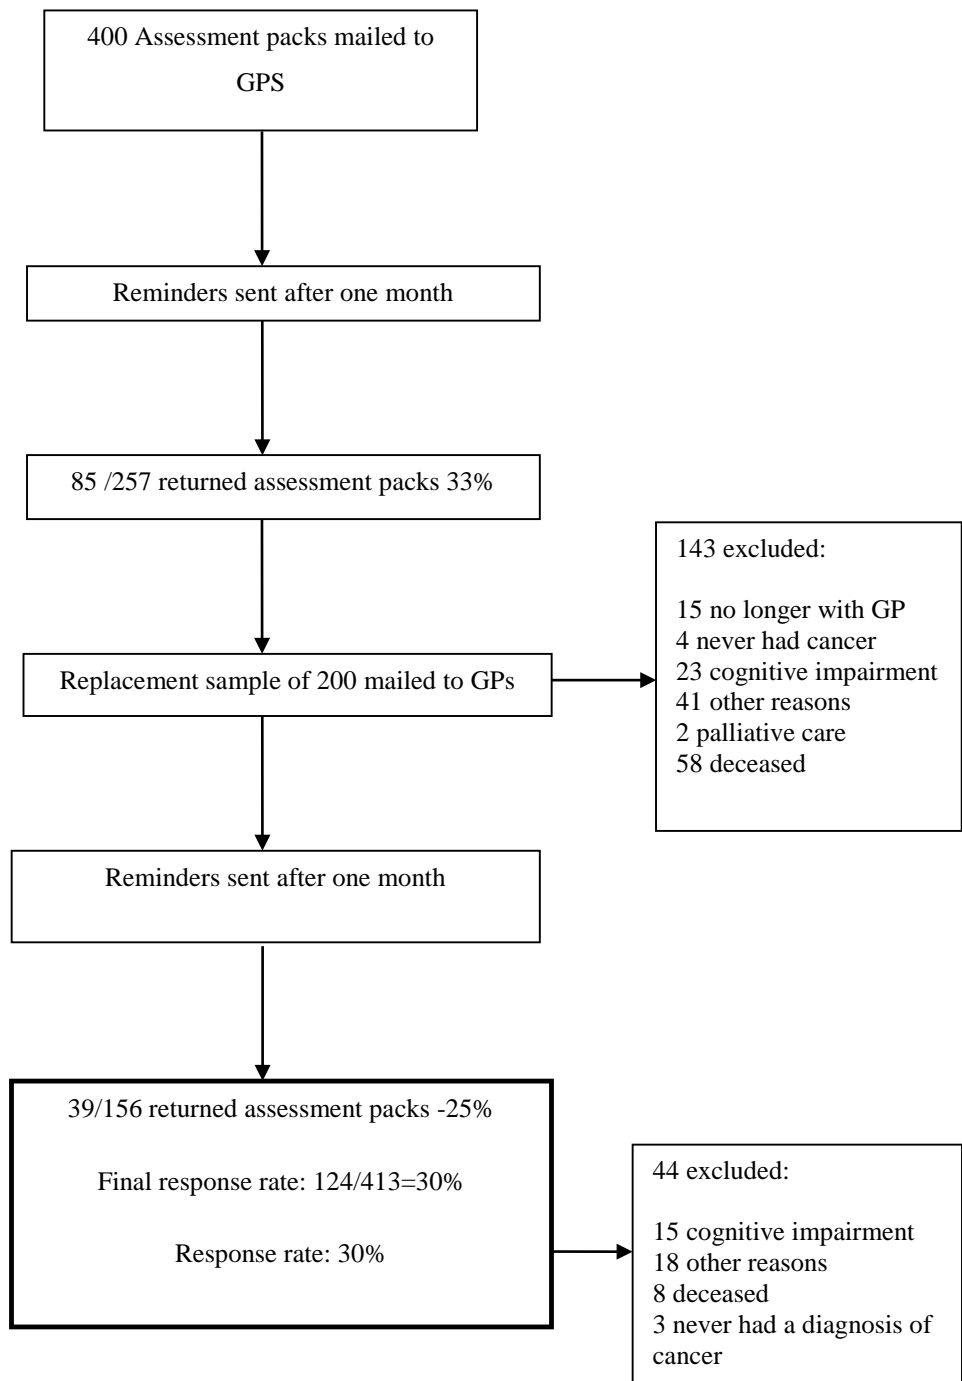 400 Assessment packs mailed to
GPS
Reminders sent after one month
85 /257 returned assessment packs 33%
143 excluded:
15 no longer with GP
4 never had cancer
23 cognitive impairment
41 other reasons
2 palliative care
58 deceased
Replacement sample of 200 mailed to GPs
Reminders sent after one month
39/156 returned assessment packs -25%
Final response rate: 124/413=30%
Response rate: 30%
44 excluded:
15 cognitive impairment
18 other reasons
8 deceased
3 never had a diagnosis of
cancer